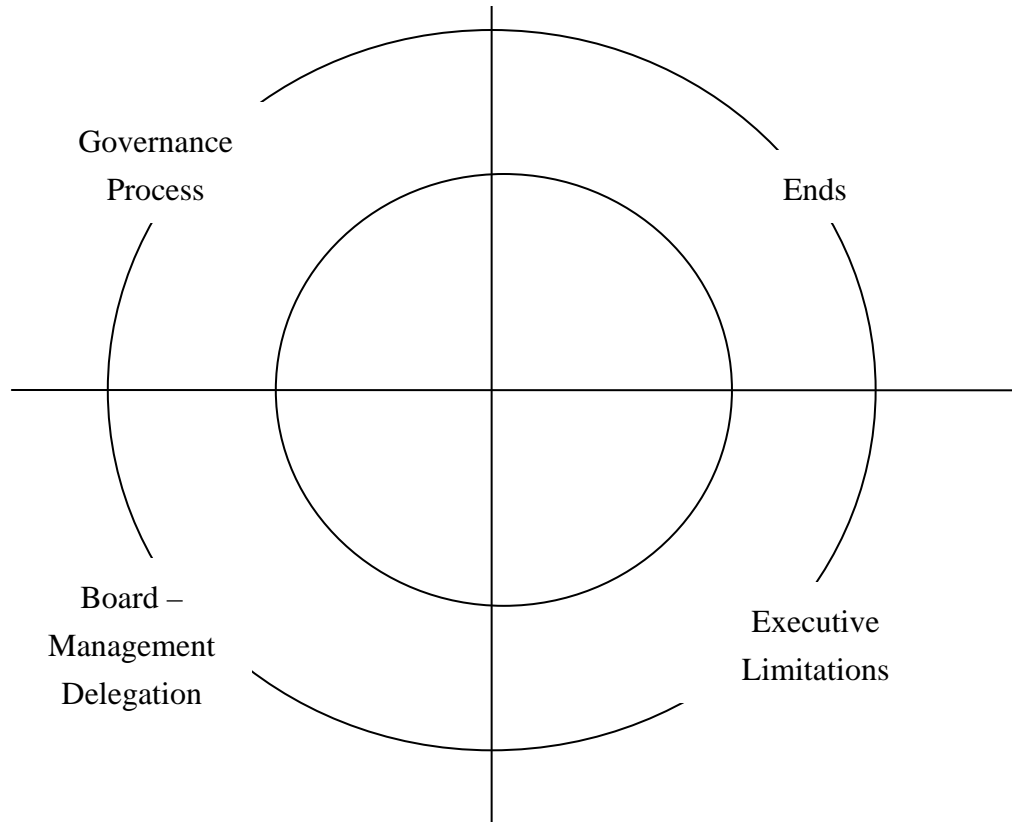 Governance
Process
Ends
Board –
Management
Delegation
Executive
Limitations